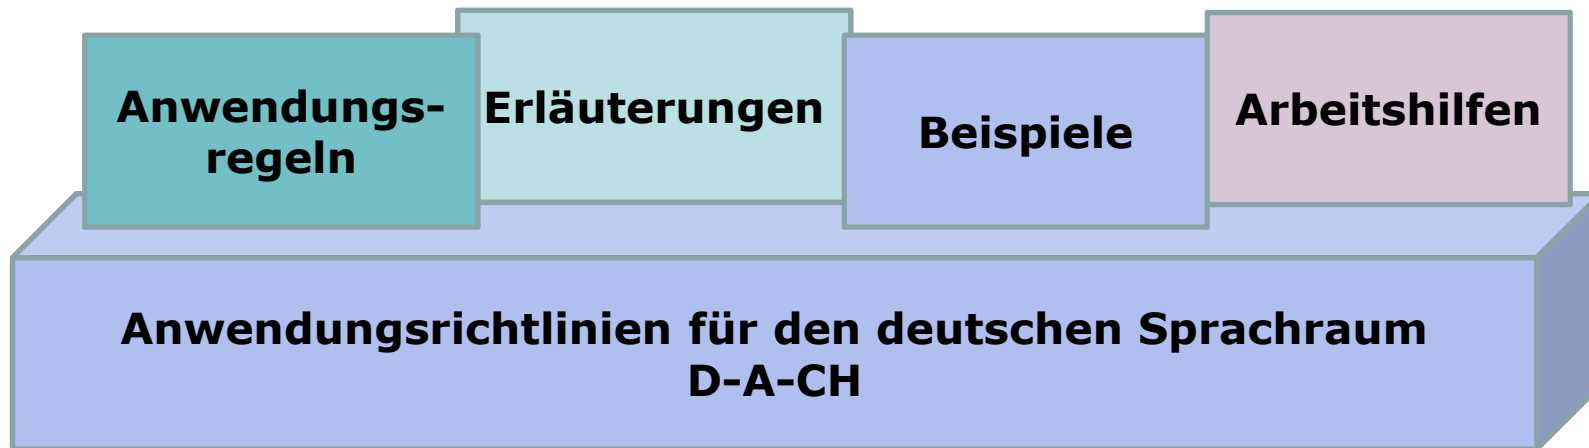 Anwendungs-
regeln
Erläuterungen
Beispiele
Arbeitshilfen
Anwendungsrichtlinien für den deutschen Sprachraum
D-A-CH